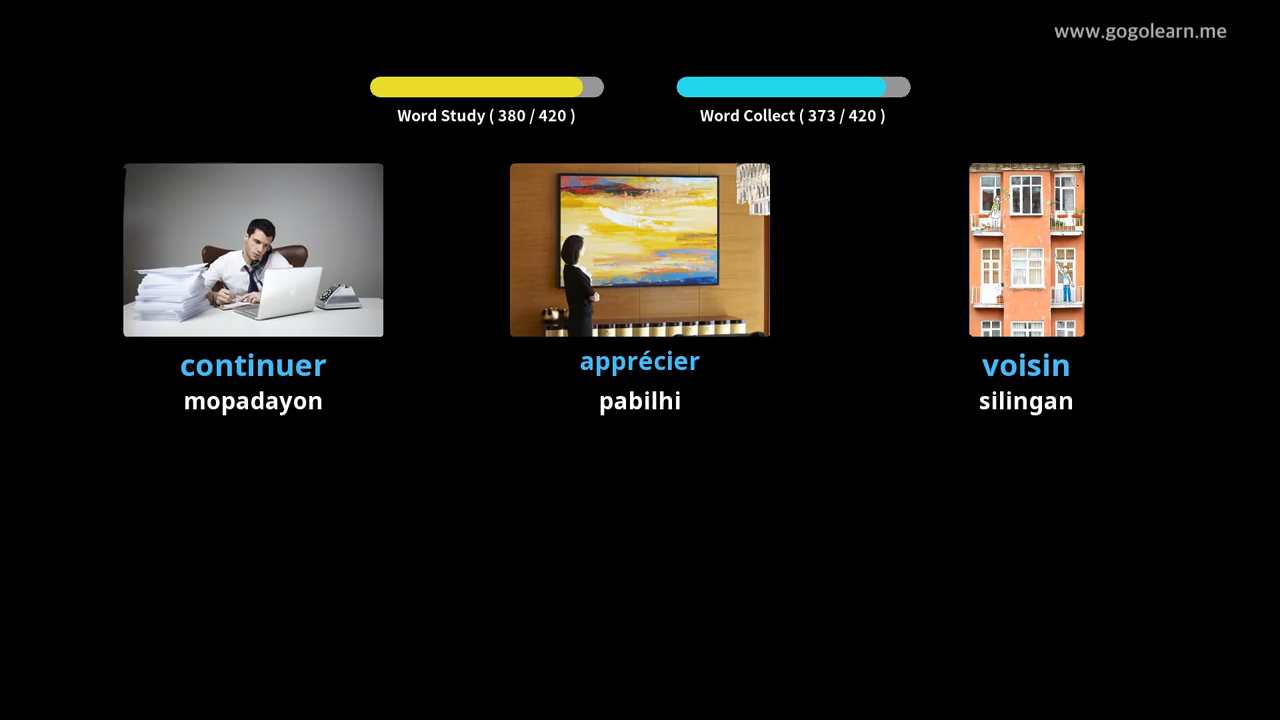 www.gogolearn.me
Word Study ( 380 / 420 )
Word Collect ( 373 / 420 )
continuer
mopadayon
apprécier
pabilhi
voisin
silingan